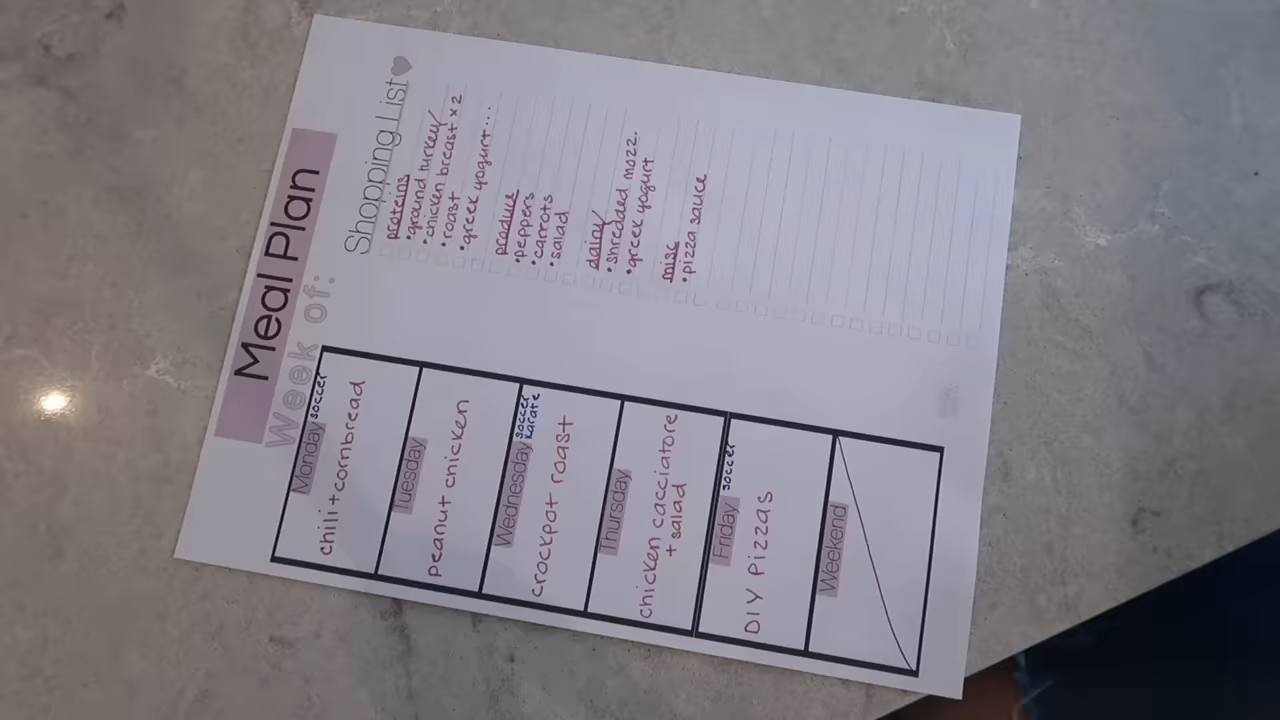 Meal Plan
Week of:
Monday soccer
chili + cornbread
Tuesday
peanut chicken
Wednesday soccer
karate
crockpot roast
Thursday
chicken cacciatore
+ salad
Friday soccer
DIY PIZZAS
Weekend
Shopping List
proteins
• ground turkey
• chicken breast x 2
• roast
• greek yogurt...
produce
• peppers
• carrots
• salad
dairy
• shredded mozz.
• greek yogurt
misc
• pizza sauce